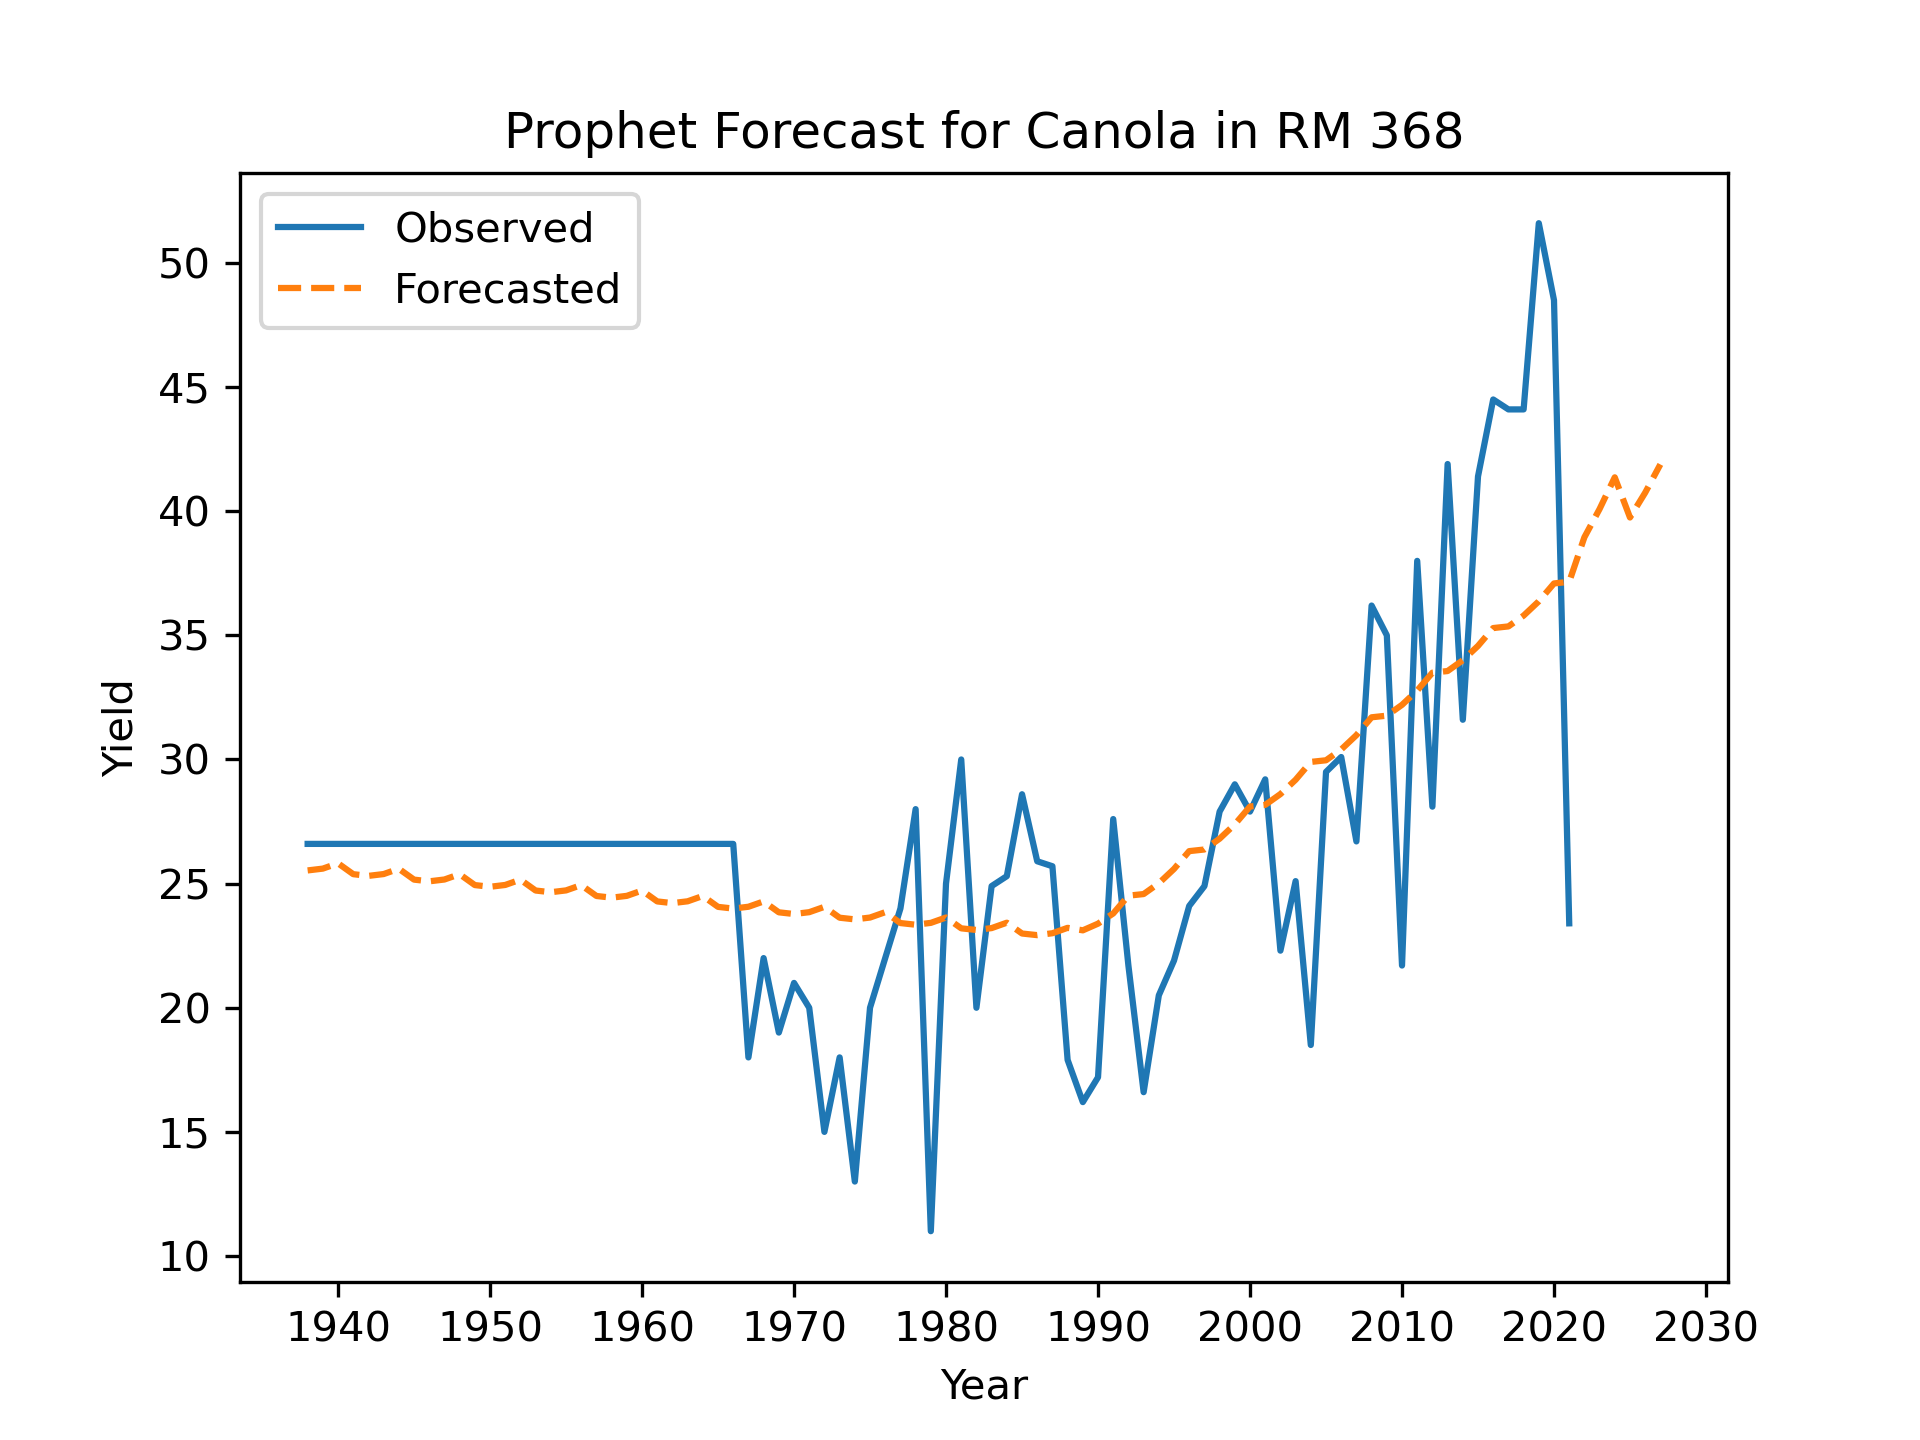 Prophet Forecast for Canola in RM 368
Observed
Forecasted
50
45
40
35
30
25
20
15
10
Yield
1940 1950 1960 1970 1980 1990 2000 2010 2020 2030
Year